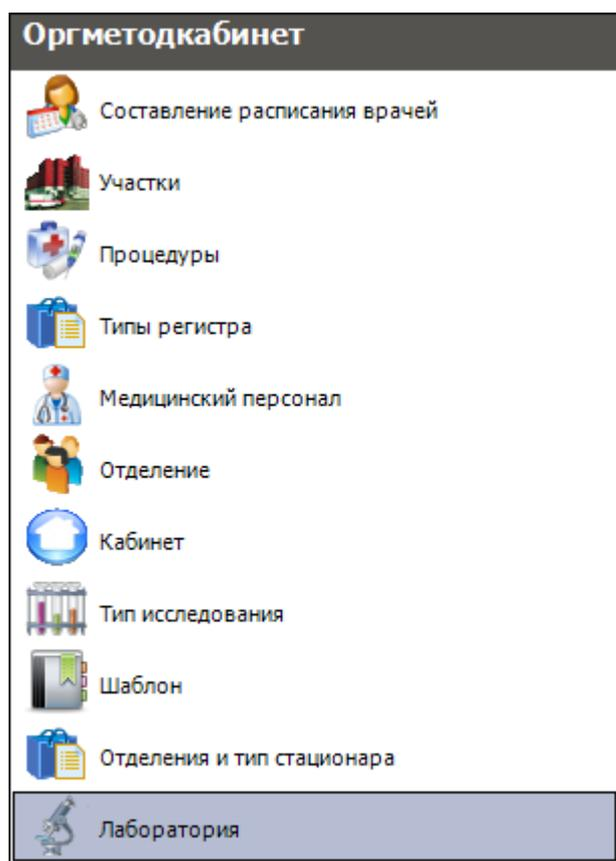 Оргметодкабинет
Составление расписания врачей
Участки
Процедуры
Типы регистра
Медицинский персонал
Отделение
Кабинет
Тип исследования
Шаблон
Отделения и тип стационара
Лаборатория